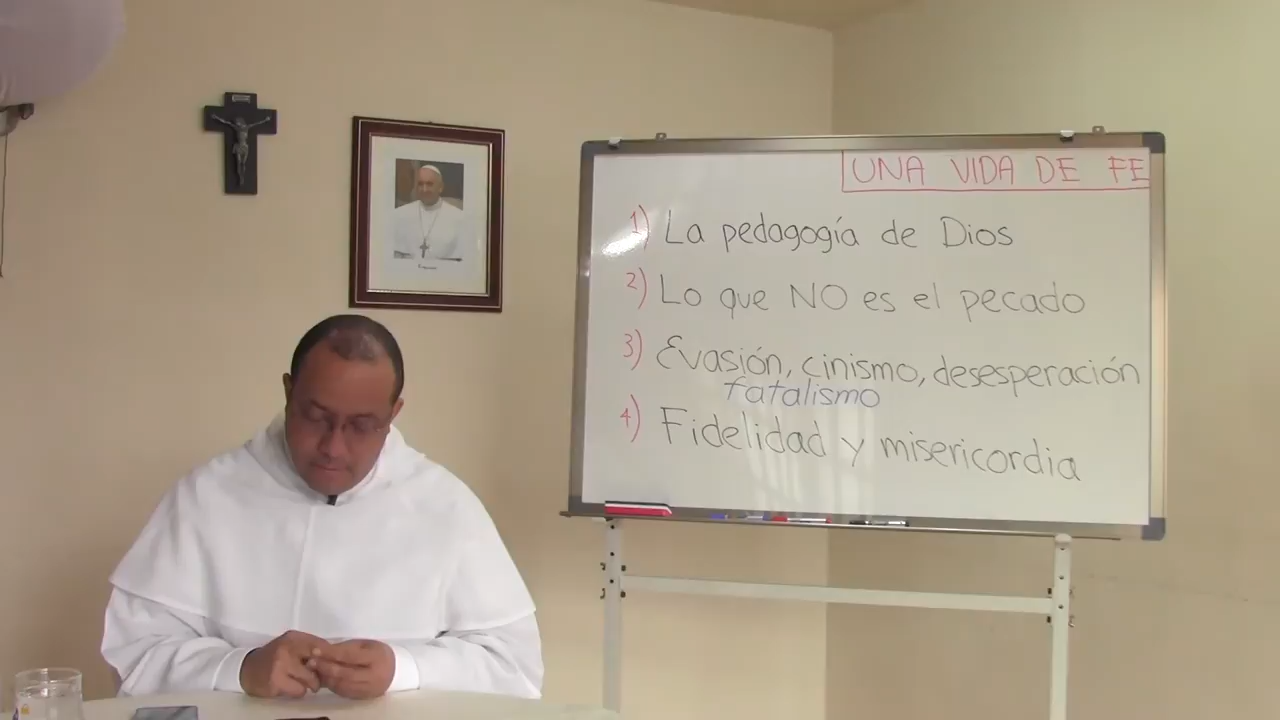 UNA VIDA DE FE
1) La pedagogía de Dios
2) Lo que NO es el pecado
3) Evasión, cinismo, desesperación
fatalismo
4) Fidelidad y misericordia